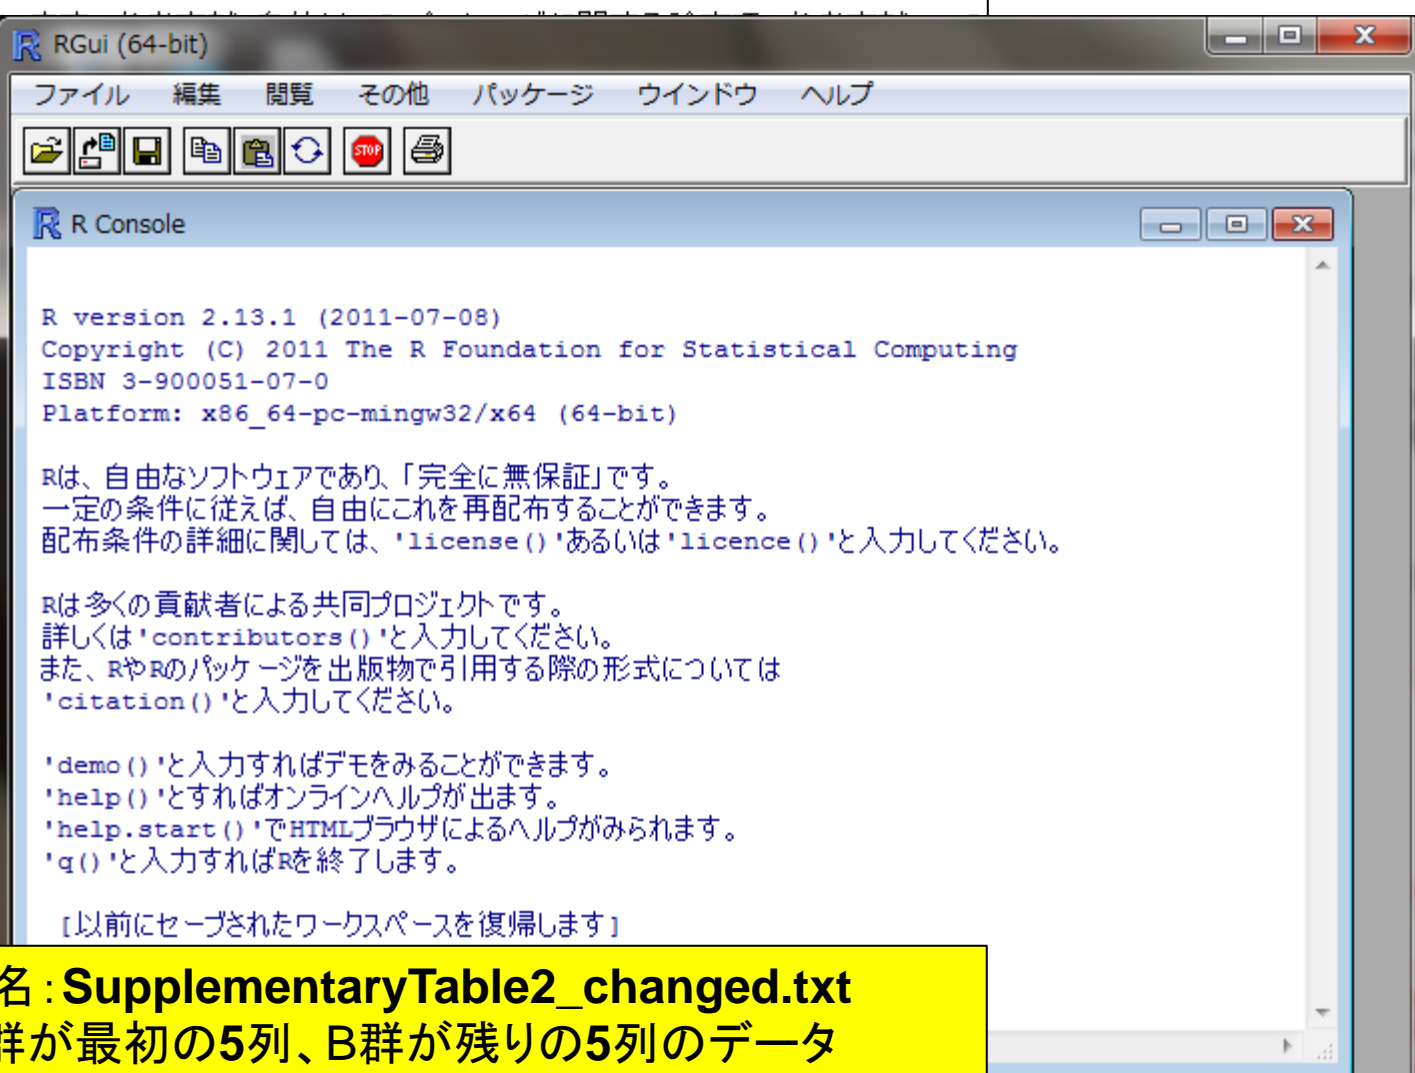 RGui (64-bit)
ファイル 編集 閲覧 その他 パッケージ ウインドウ ヘルプ
STOP
R Console
R version 2.13.1 (2011-07-08)
Copyright (C) 2011 The R Foundation for Statistical Computing
ISBN 3-900051-07-0
Platform: x86_64-pc-mingw32/x64 (64-bit)
Rは、自由なソフトウェアであり、「完全に無保証」です。
一定の条件に従えば、自由にこれを再配布することができます。
配布条件の詳細に関しては、'license()'あるいは'licence()'と入力してください。
Rは多くの貢献者による共同プロジェクトです。
詳しくは'contributors()'と入力してください。
また、RやRのパッケージを出版物で引用する際の形式については
'citation()'と入力してください。
'demo()'と入力すればデモをみることができます。
'help()'とすればオンラインヘルプが出ます。
'help.start()'でHTMLブラウザによるヘルプがみられます。
'q()'と入力すればRを終了します。
[以前にセーブされたワークスペースを復帰します]
名：SupplementaryTable2_changed.txt
群が最初の5列、B群が残りの5列のデータ